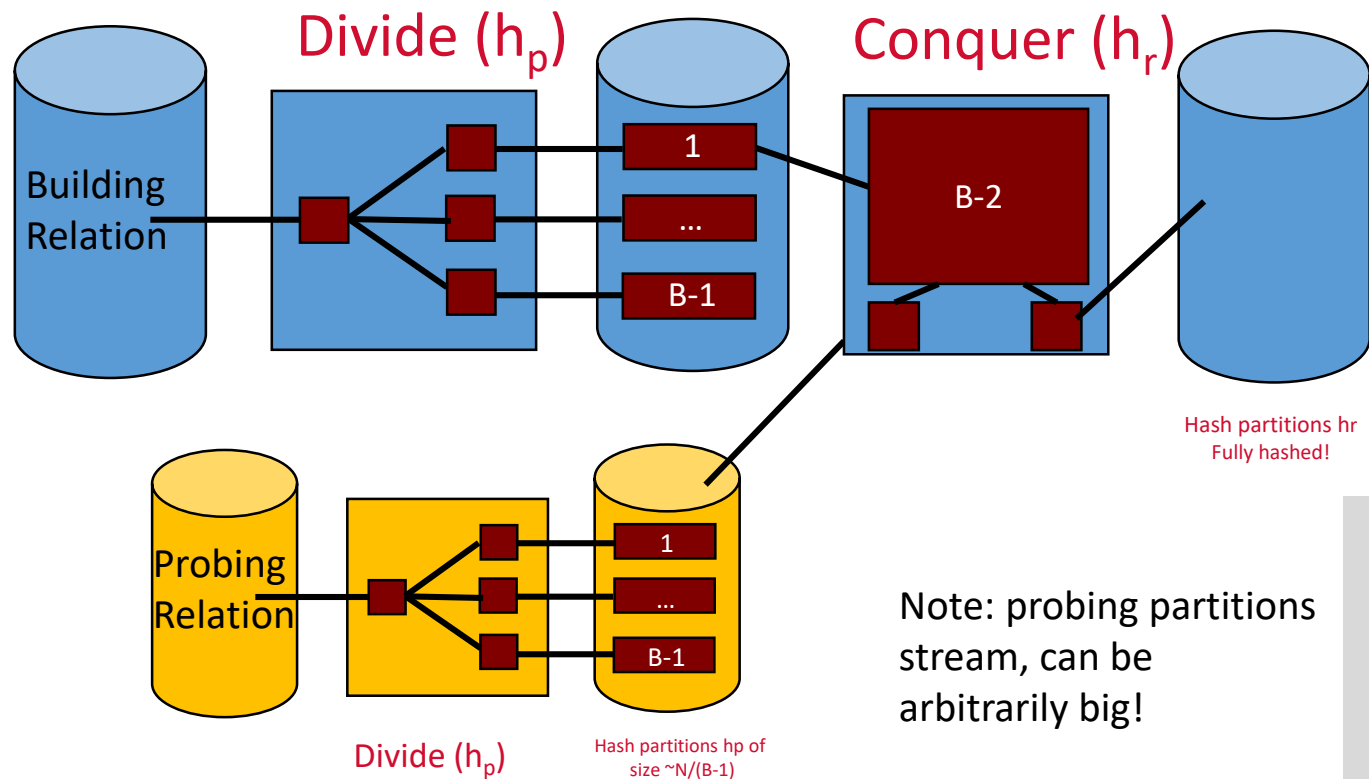 Divide (hp)
Conquer (hr)
Building
Relation
1
...
B-1
B-2
Hash partitions hr
Fully hashed!
Probing
Relation
1
...
B-1
Divide (hp)
Hash partitions hp of
size ~N/(B-1)
Note: probing partitions
stream, can be
arbitrarily big!